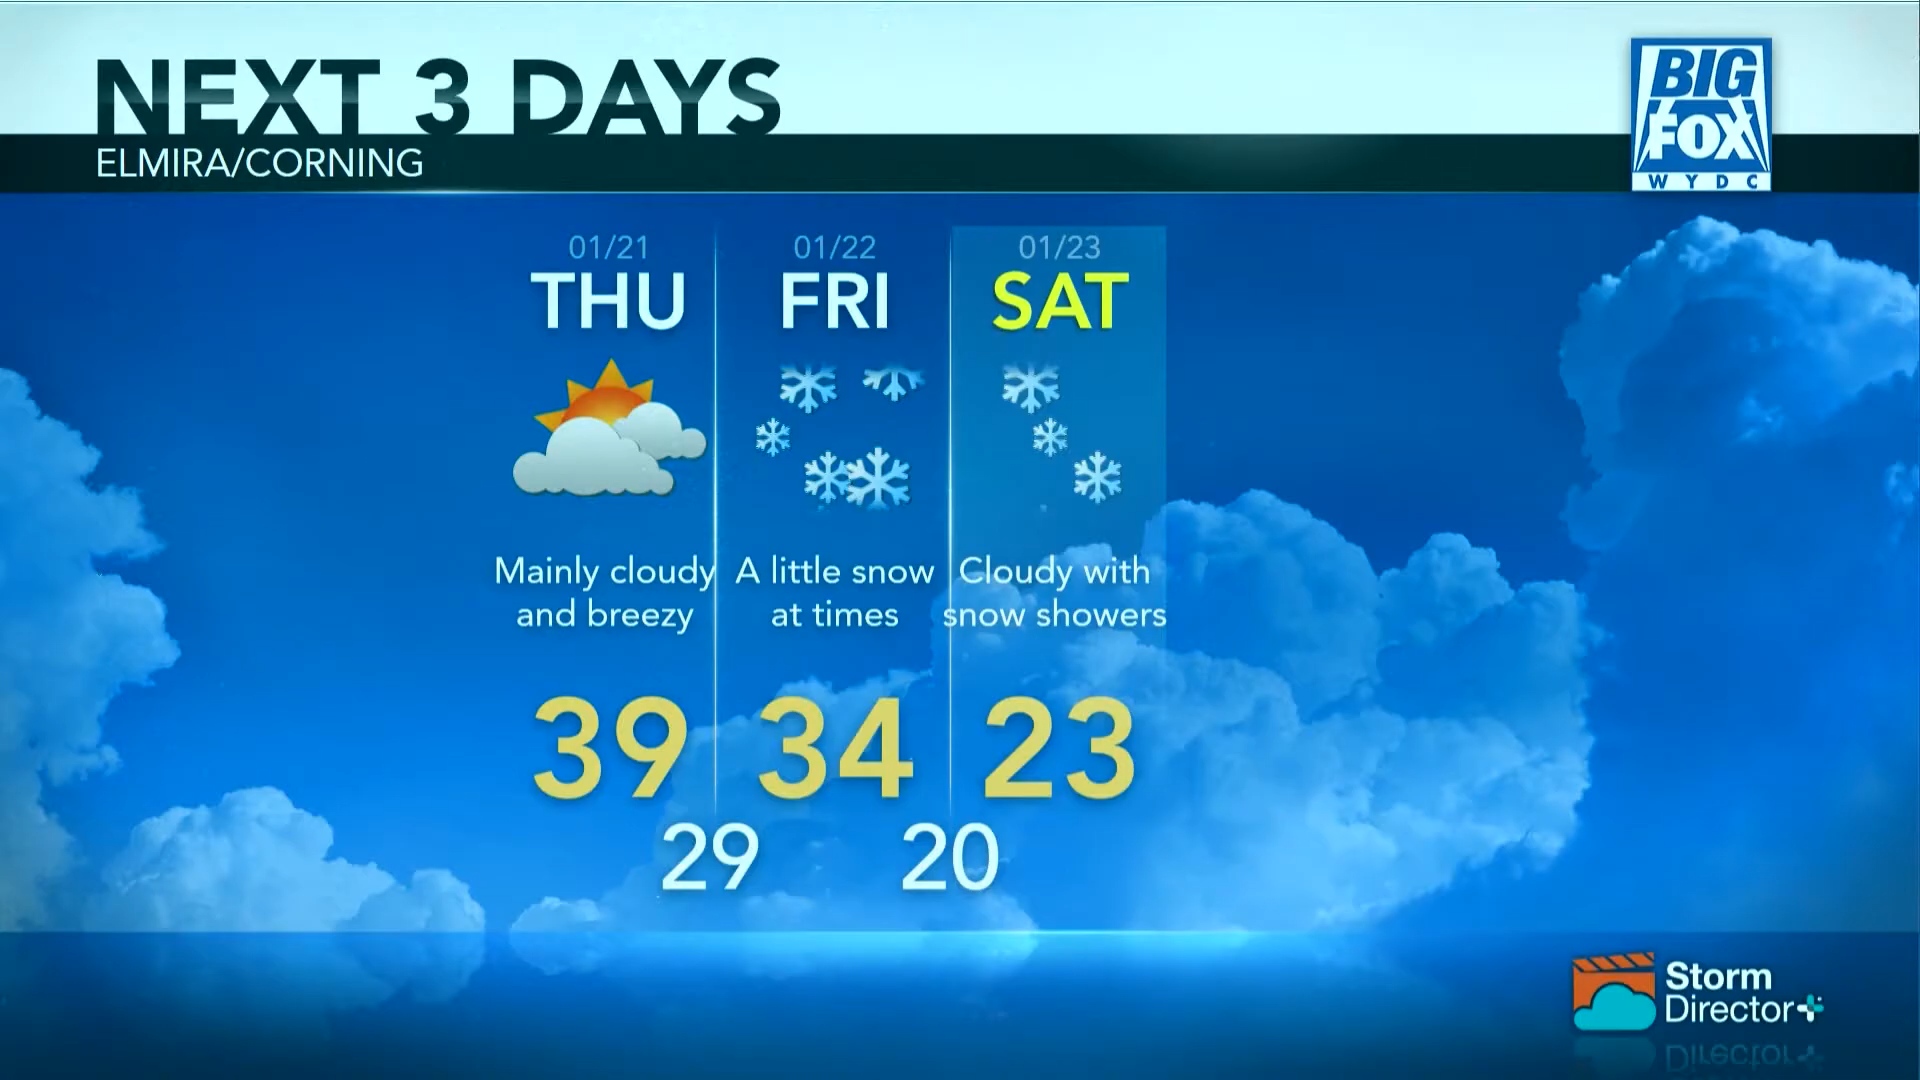 NEXT 3 DAYS
ELMIRA/CORNING
BIG
FOX
WYDC
01/21
THU
Mainly cloudy
and breezy
39
01/22
FRI
A little snow
at times
34
01/23
SAT
Cloudy with
snow showers
23
29
20
Storm
Director+